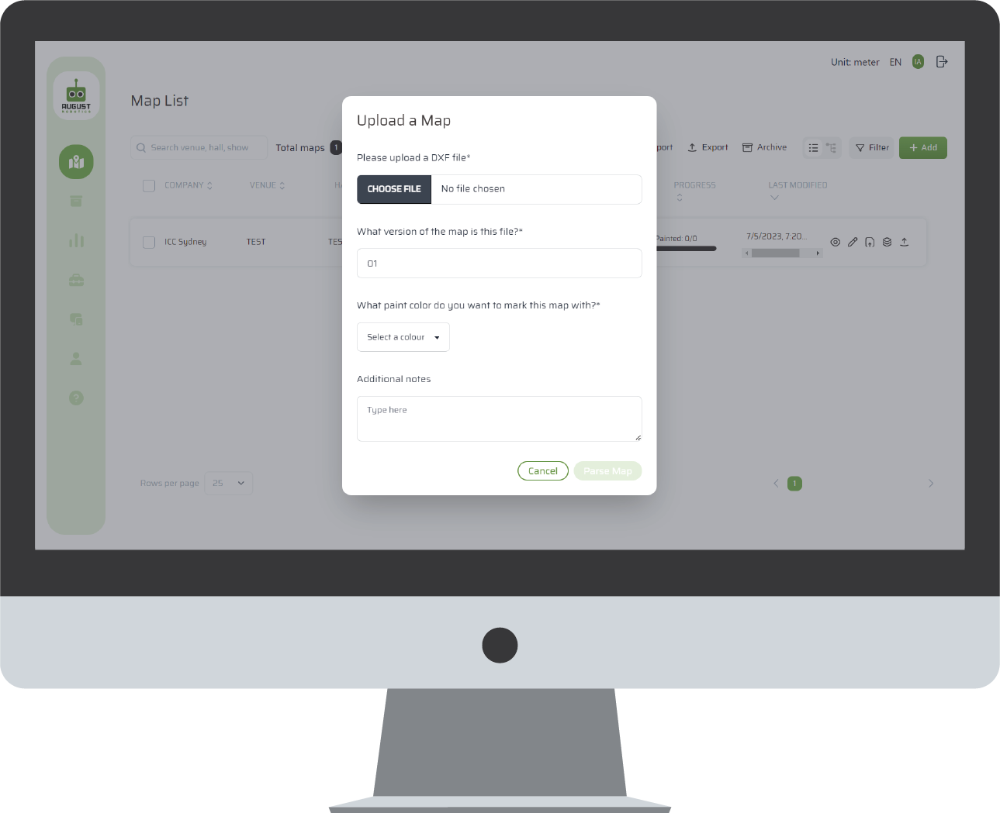 Unit: meter EN IA
AUGUST
ROBOTICS
Map List
Search venue, hall, show Total maps 1
Export Archive Filter + Add
COMPANY VENUE PROGRESS LAST MODIFIED
ICC Sydney TEST TES Painted: 0/0 7/5/2023, 7:20...
Upload a Map
Please upload a DXF file*
CHOOSE FILE No file chosen
What version of the map is this file?*
01
What paint color do you want to mark this map with?*
Select a colour
Additional notes
Type here
Cancel Parse Map
Rows per page 25 1